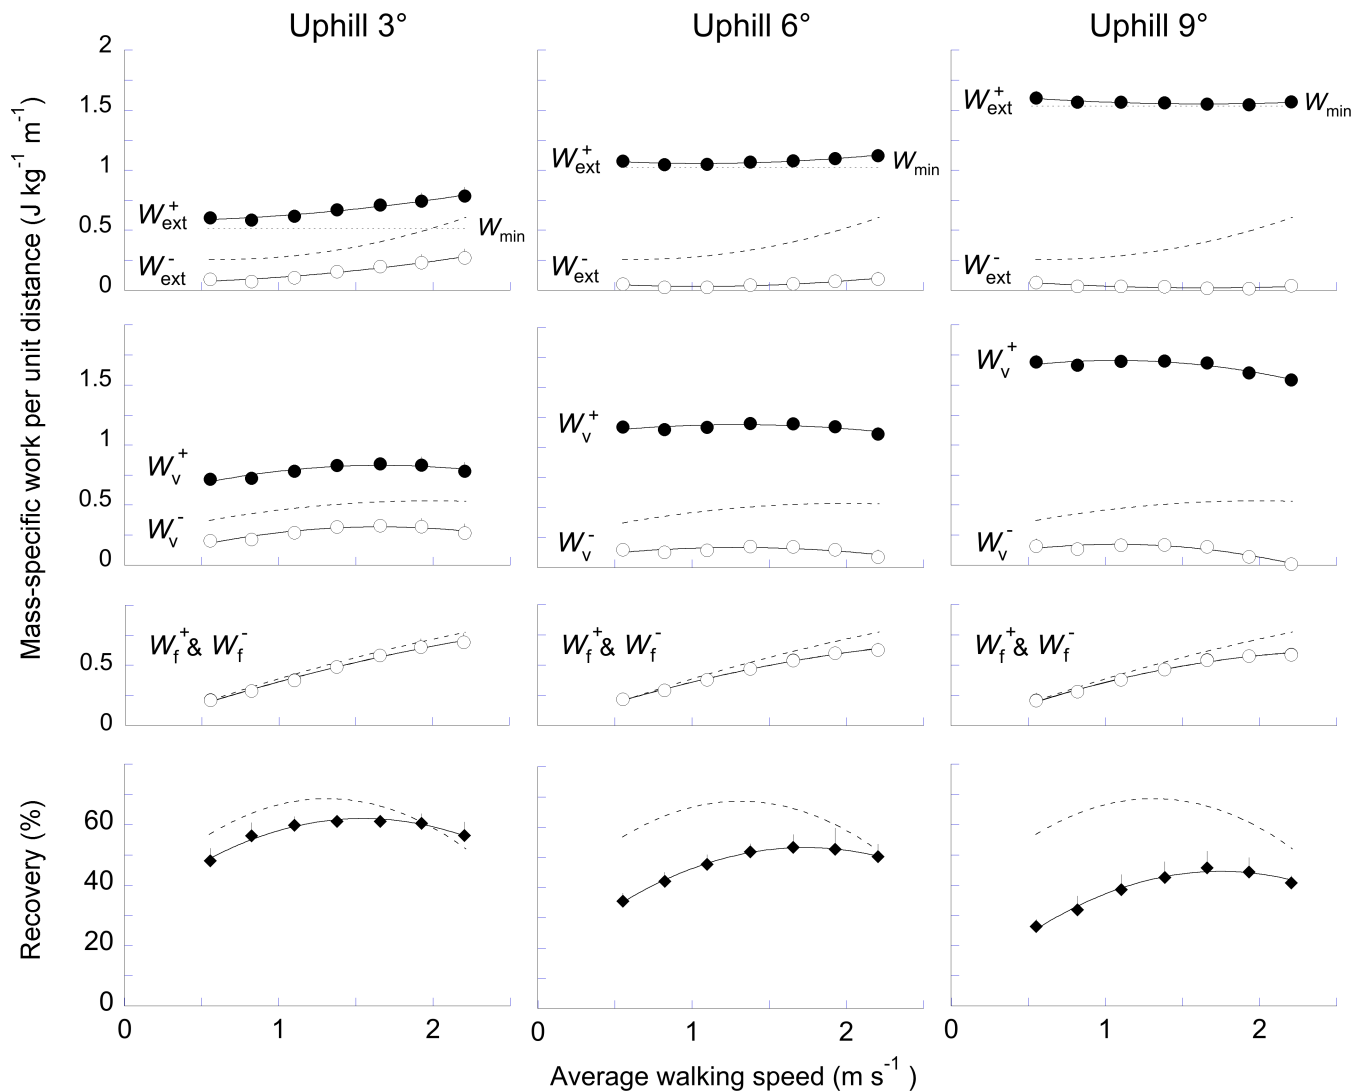 Uphill 3° Uphill 6° Uphill 9°
Mass-specific work per unit distance (J kg-1 m-1)
2
1.5
1
0.5
0
W+ext
Wmin
W-ext
W+ext
Wmin
W-ext
W+ext
Wmin
W-ext
1.5
1
0.5
0
W+v
W-v
W+v
W-v
W+v
W-v
0.5
0
W+f & W-f
W+f & W-f
W+f & W-f
Recovery (%)
60
40
20
0
0 1 2 0 1 2 0 1 2
Average walking speed (m s-1 )